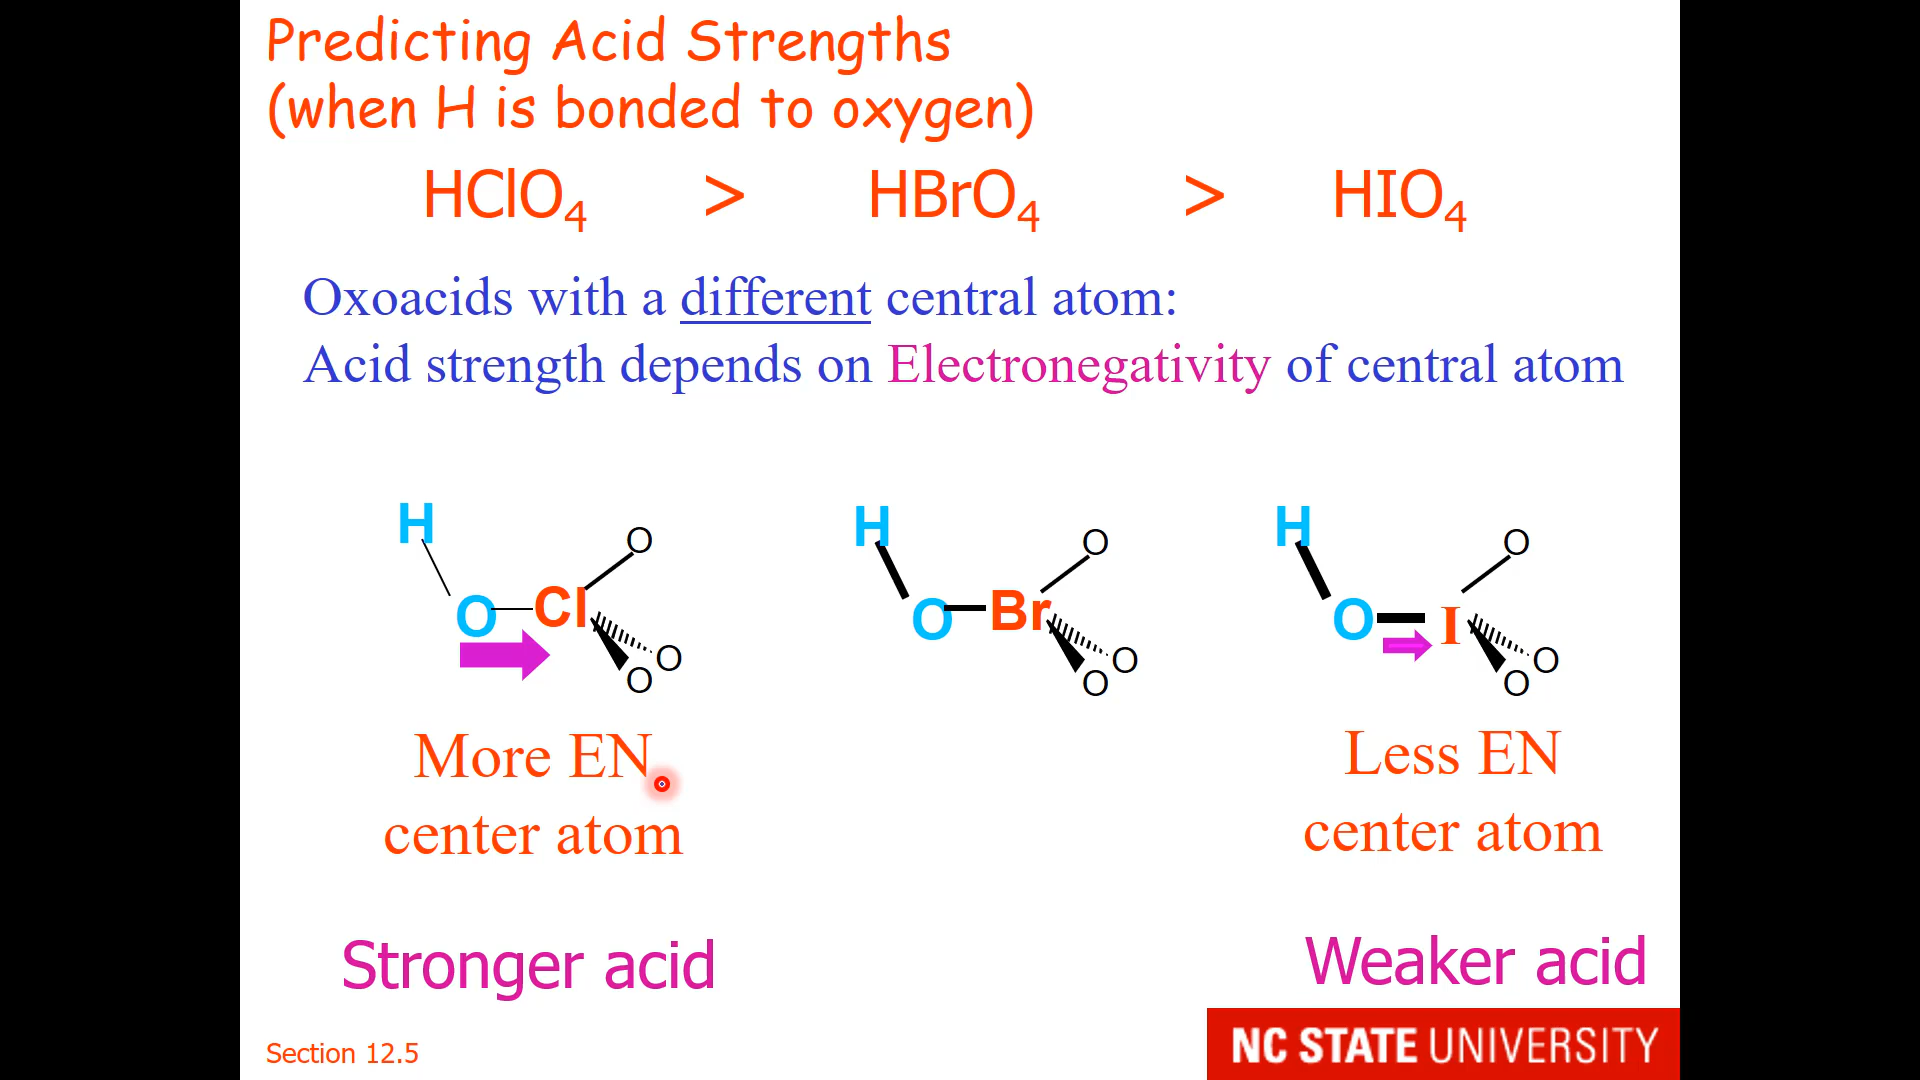 Predicting Acid Strengths
(when H is bonded to oxygen)
HClO₄ > HBrO₄ > HIO₄
Oxoacids with a different central atom:
Acid strength depends on Electronegativity of central atom
H O Cl O O O
H O Br O O O
H O I O O O
More EN
center atom
Less EN
center atom
Stronger acid
Weaker acid
Section 12.5
NC STATE UNIVERSITY